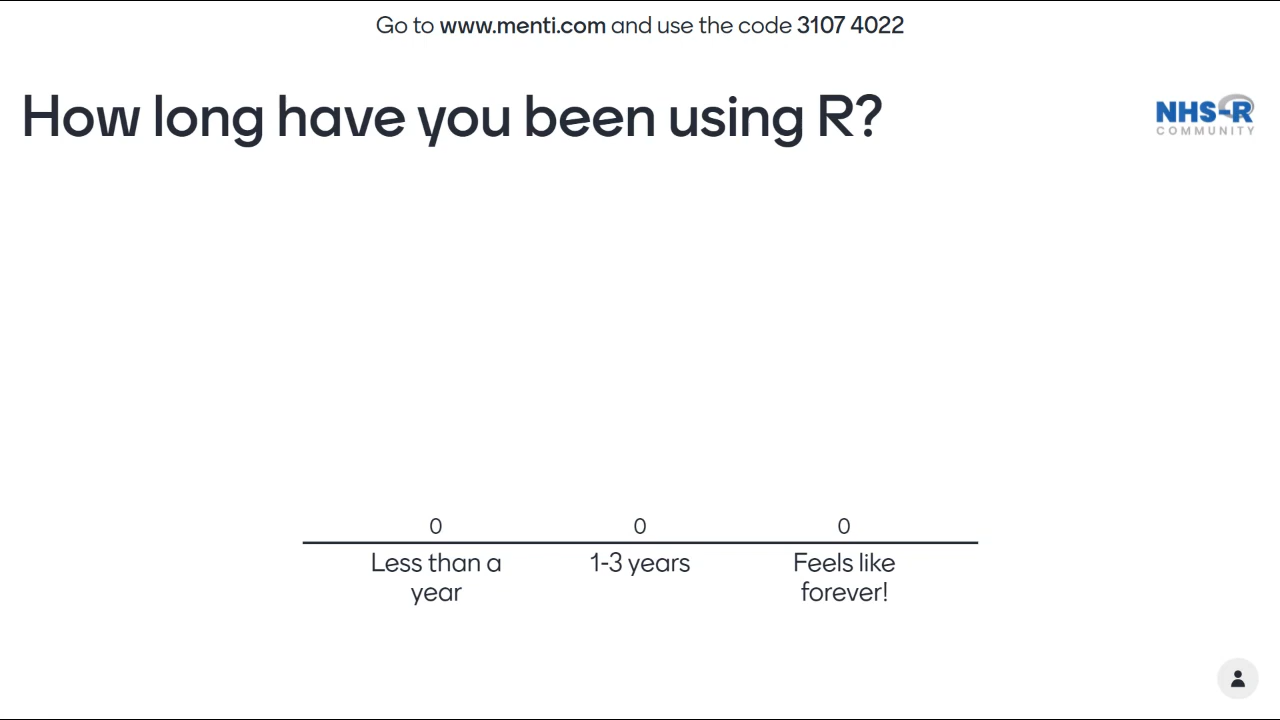 Go to www.menti.com and use the code 3107 4022
How long have you been using R?
NHS-R
COMMUNITY
0
0
0
Less than a
year
1-3 years
Feels like
forever!